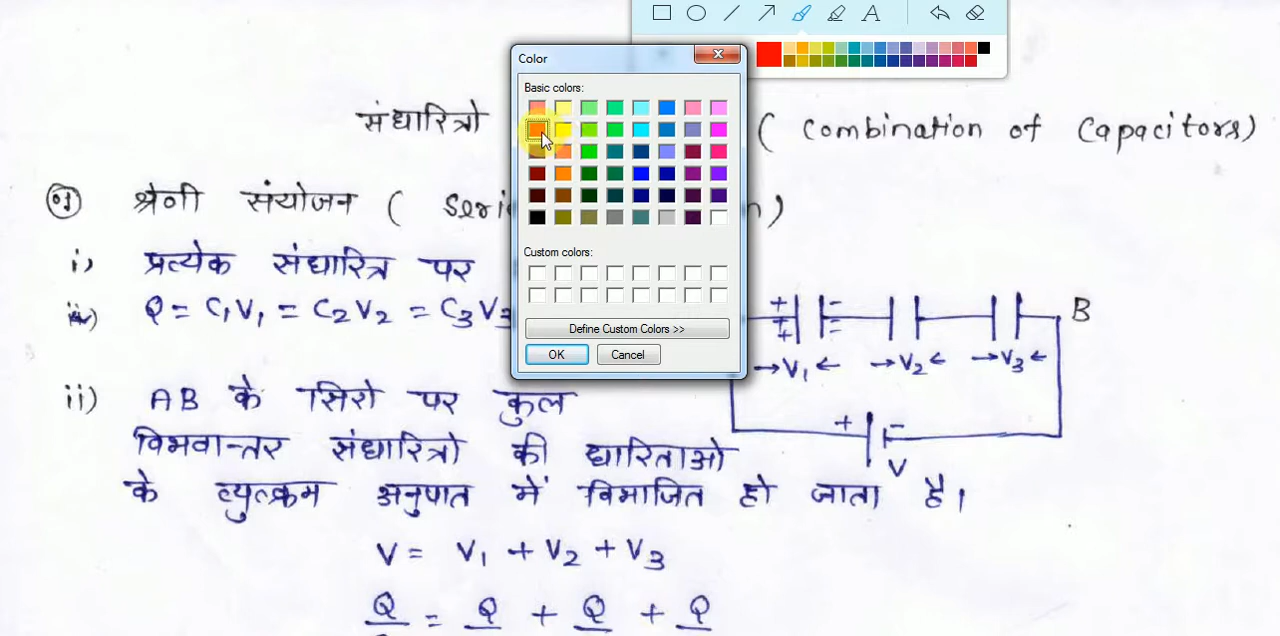 A
Color
Basic colors:
संधारित्रो ( Combination of Capacitors)
01 श्रेणी संयोजन ( Seri n)
i) प्रत्येक संधारित्र पर
Q = C₁V₁ = C₂V₂ = C₃V₃
Custom colors:
Define Custom Colors >>
OK Cancel
+ - B
+ =
→V₁← →V₂← →V₃←
ii) AB के सिरो पर कुल
विभवान्तर संधारित्रो की धारिताओ
के व्युत्क्रम अनुपात में विभाजित हो जाता है।
+ -
V
V = V₁ + V₂ + V₃
Q = Q + Q + Q